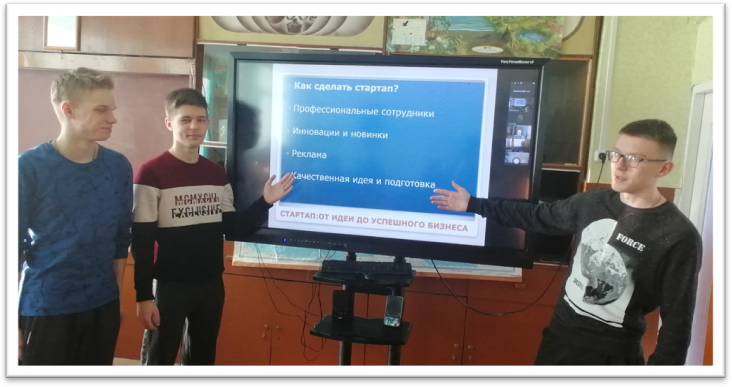 Как сделать стартап?
- Профессиональные сотрудники
- Инновации и новинки
- Реклама
Качественная идея и подготовка
СТАРТАП:ОТ ИДЕИ ДО УСПЕШНОГО БИЗНЕСА
MCMXCVI
EXCLUSIVE
FORCE